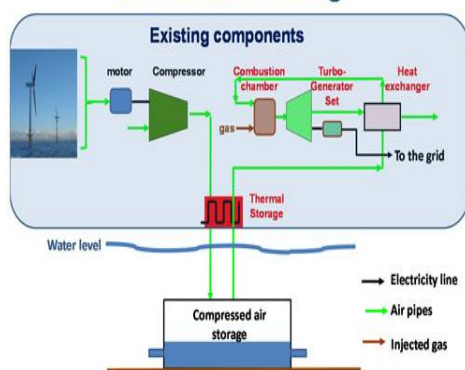 Existing components
motor
Compressor
Combustion
chamber
Turbo-
Generator
Set
Heat
exchanger
gas
To the grid
Thermal
Storage
Water level
Compressed air
storage
Electricity line
Air pipes
Injected gas